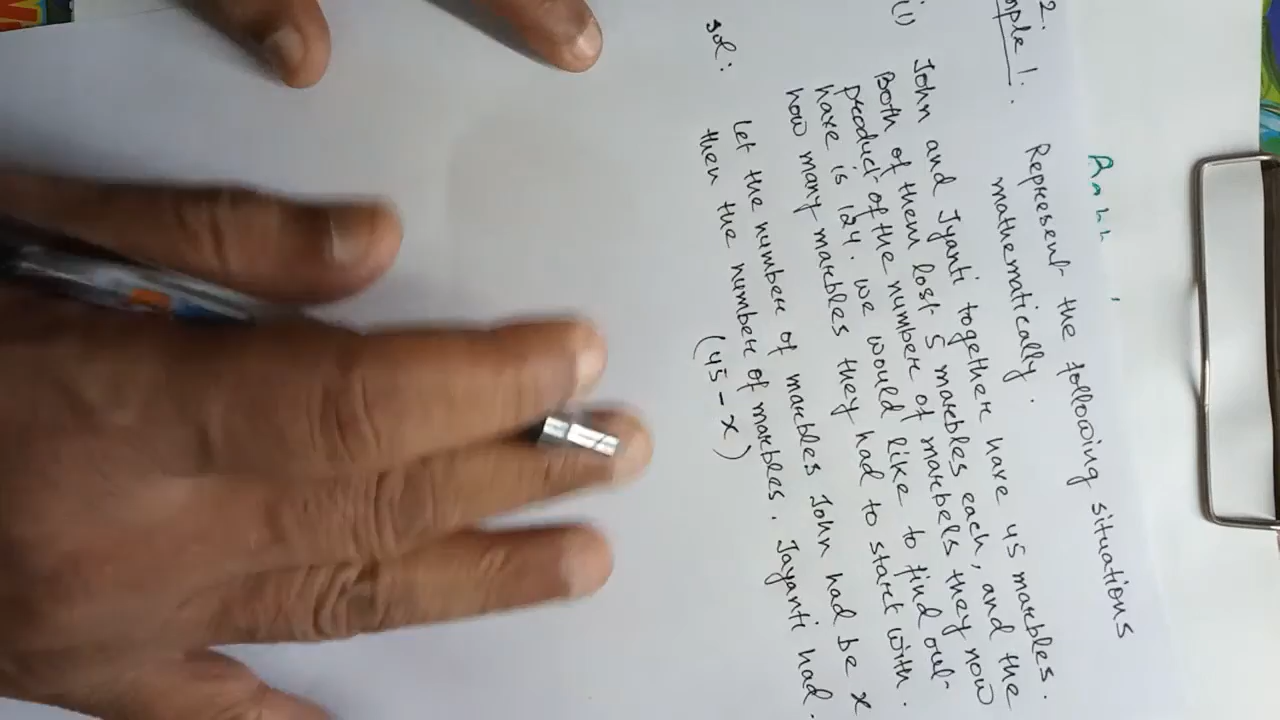 2.
ople 1. Represent the following situations
mathematically.
(i) John and Jyanti together have 45 marbles.
Both of them lost 5 marbles each, and the
product of the number of marbels they now
have is 124. we would like to find out
how many marbles they had to start with.
sol: Let the number of marbles John had be x
then the number of marbles. Jayanti had.
(45 - x)